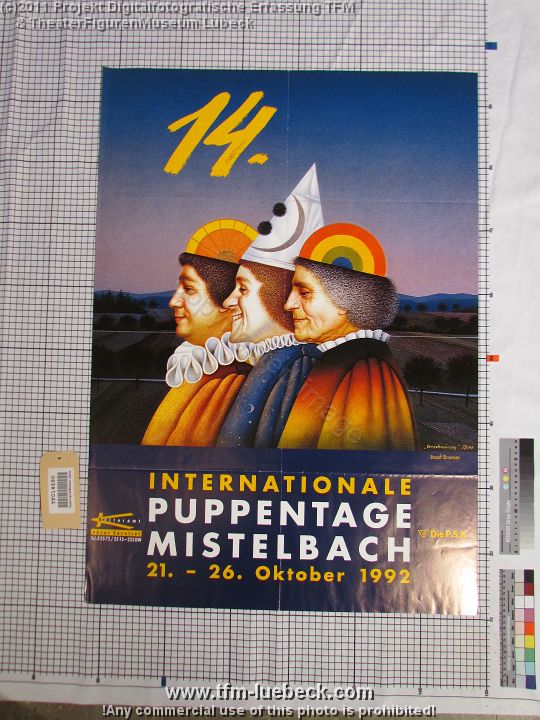 (c)2011 Projekt Digitalfotografische Erfassung TFM
& TheaterFigurenMuseum Lübeck
14.
Josef Bramer
INTERNATIONALE
PUPPENTAGE
MISTELBACH
21. – 26. Oktober 1992
Die P.S.K.
www.tfm-luebeck.com
!Any commercial use of this photo is prohibited!